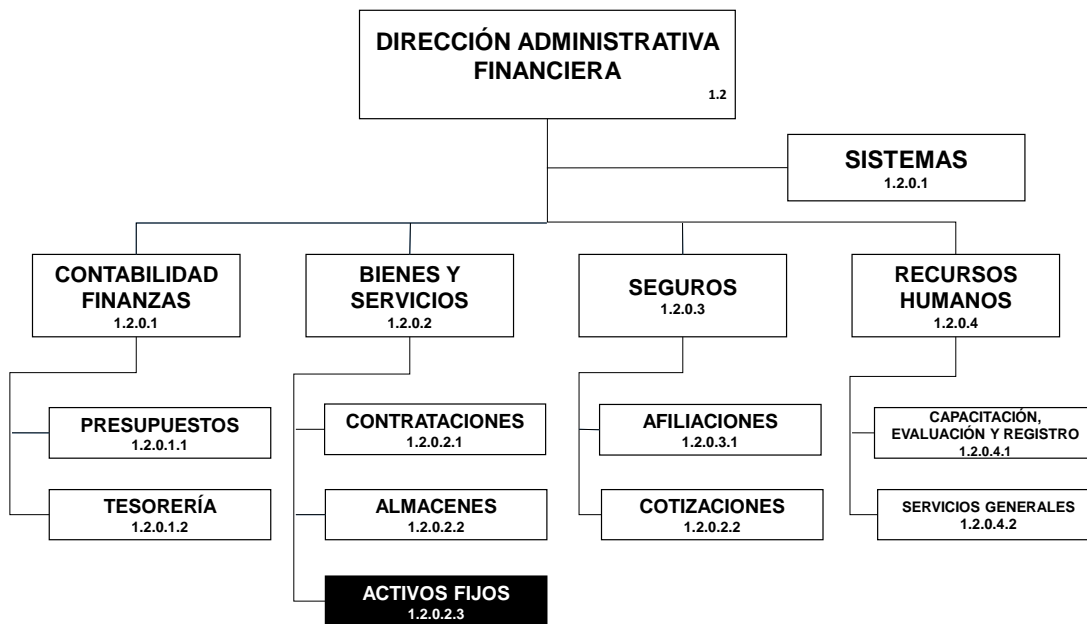 DIRECCIÓN ADMINISTRATIVA
FINANCIERA
1.2
SISTEMAS
1.2.0.1
CONTABILIDAD
FINANZAS
1.2.0.1
BIENES Y
SERVICIOS
1.2.0.2
SEGUROS
1.2.0.3
RECURSOS
HUMANOS
1.2.0.4
PRESUPUESTOS
1.2.0.1.1
CONTRATACIONES
1.2.0.2.1
AFILIACIONES
1.2.0.3.1
CAPACITACIÓN,
EVALUACIÓN Y REGISTRO
1.2.0.4.1
TESORERÍA
1.2.0.1.2
ALMACENES
1.2.0.2.2
COTIZACIONES
1.2.0.2.2
SERVICIOS GENERALES
1.2.0.4.2
ACTIVOS FIJOS
1.2.0.2.3